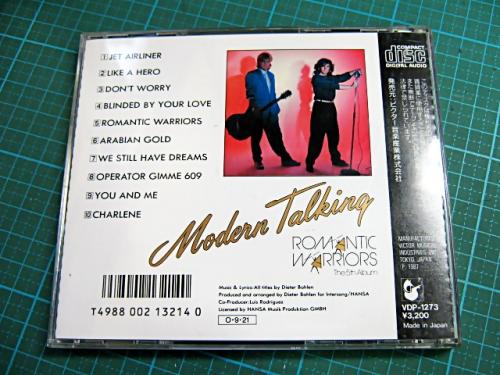 1 JET AIRLINER
2 LIKE A HERO
3 DON'T WORRY
4 BLINDED BY YOUR LOVE
5 ROMANTIC WARRIORS
6 ARABIAN GOLD
7 WE STILL HAVE DREAMS
8 OPERATOR GIMME 609
9 YOU AND ME
10 CHARLENE
Modern Talking
ROMANTIC
WARRIORS
The 5th Album
Music & Lyrics: All titles by Dieter Bohlen
Produced and arranged by Dieter Bohlen for Intersong/HANSA
Co-Producer: Luis Rodriguez
Licensed by HANSA Musik Produktion GMBH
O-9-21
T4988 002 13214 0
COMPACT
disc
DIGITAL AUDIO
発売元・ビクター音楽産業株式会社
MANUFACTURED
VICTOR MUSICAL
INDUSTRIES INC
TOKYO, JAPAN
℗ 1987
VDP-1273
¥3,200
Made in Japan